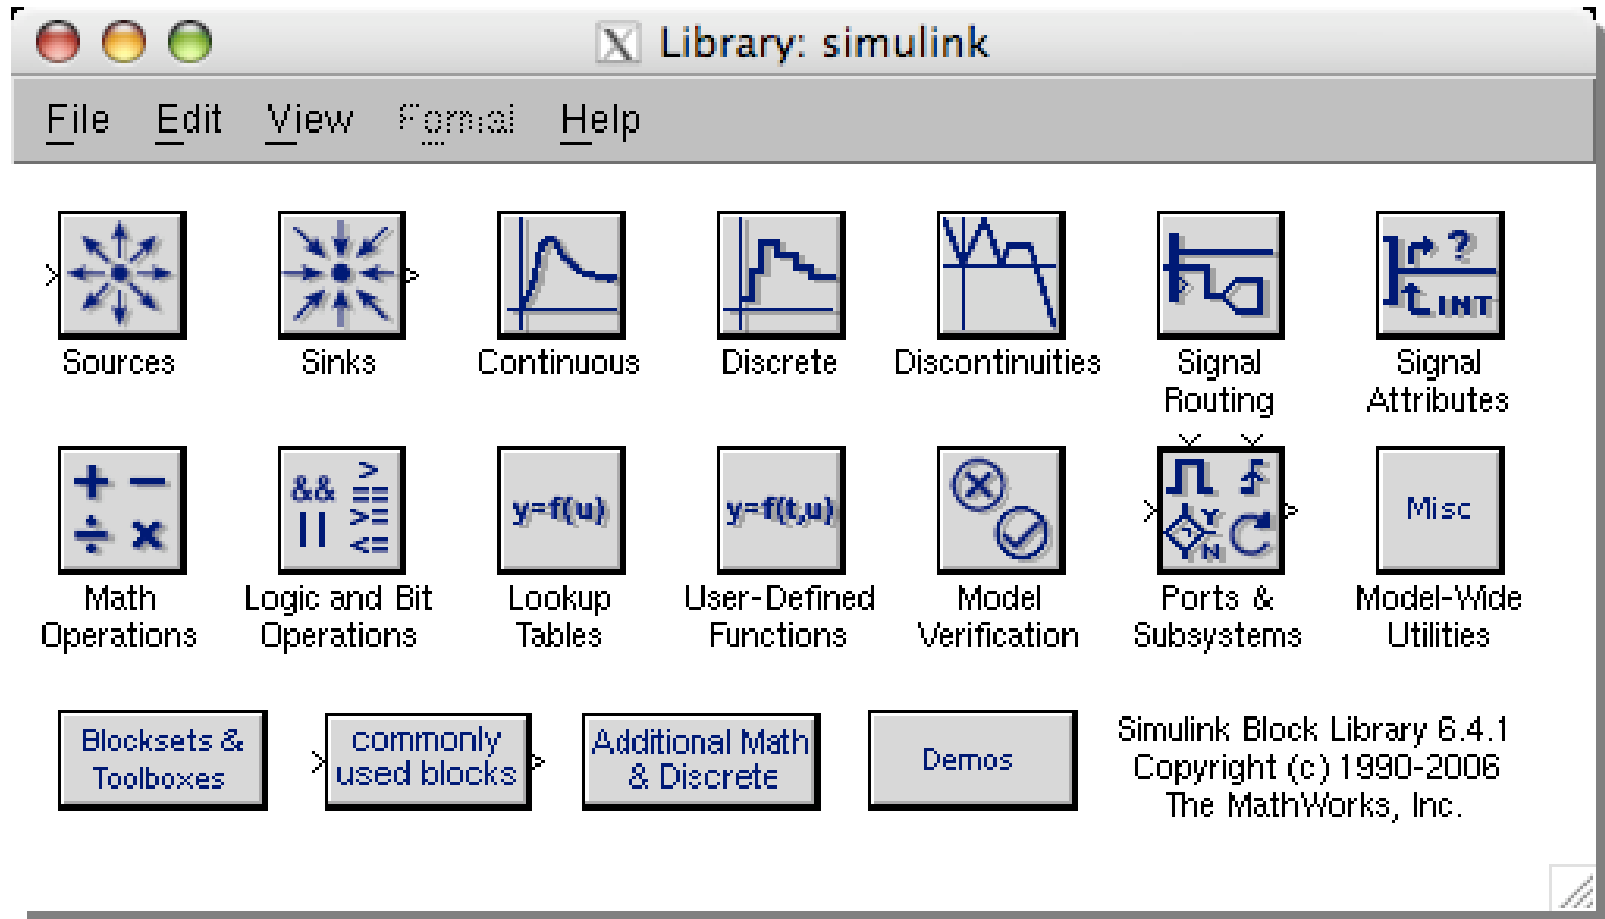 Library: simulink
File Edit View Format Help
Sources Sinks Continuous Discrete Discontinuities Signal Routing Signal Attributes
&& > == >= <= ||
? t INT
+ − ÷ × y=f(u) y=f(t,u) Y N Misc
Math Operations Logic and Bit Operations Lookup Tables User-Defined Functions Model Verification Ports & Subsystems Model-Wide Utilities
Blocksets & Toolboxes
commonly used blocks
Additional Math & Discrete
Demos
Simulink Block Library 6.4.1
Copyright (c) 1990-2006
The MathWorks, Inc.